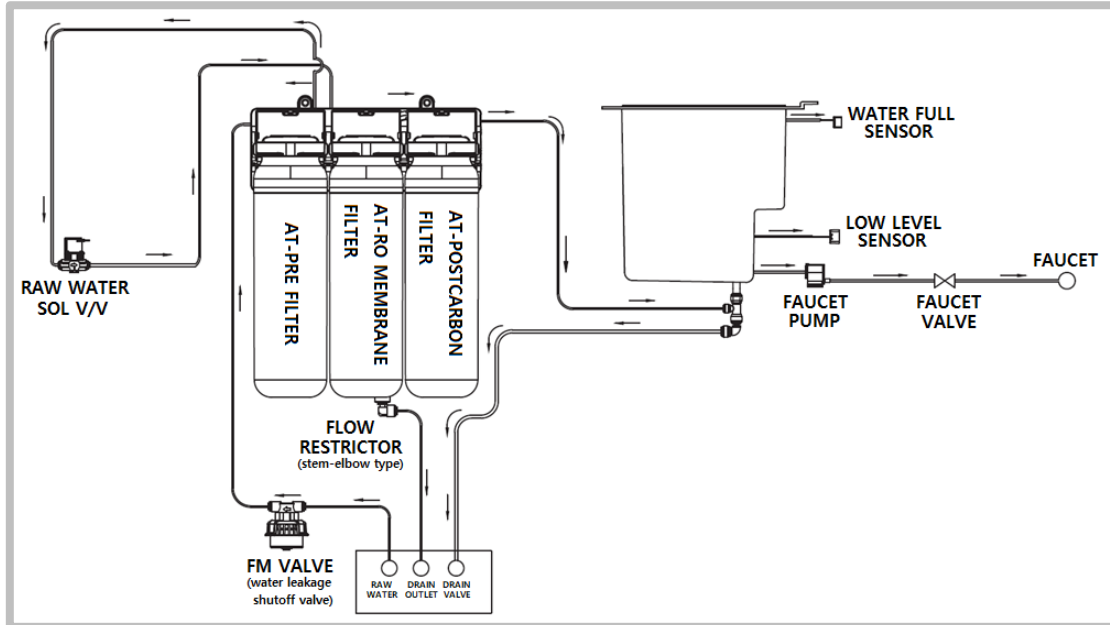 WATER FULL
SENSOR
LOW LEVEL
SENSOR
FAUCET
FAUCET
PUMP
FAUCET
VALVE
RAW WATER
SOL V/V
AT-PRE FILTER
AT-RO MEMBRANE
FILTER
AT-POSTCARBON
FILTER
FLOW
RESTRICTOR
(stem-elbow type)
FM VALVE
(water leakage
shutoff valve)
RAW
WATER
DRAIN
OUTLET
DRAIN
VALVE